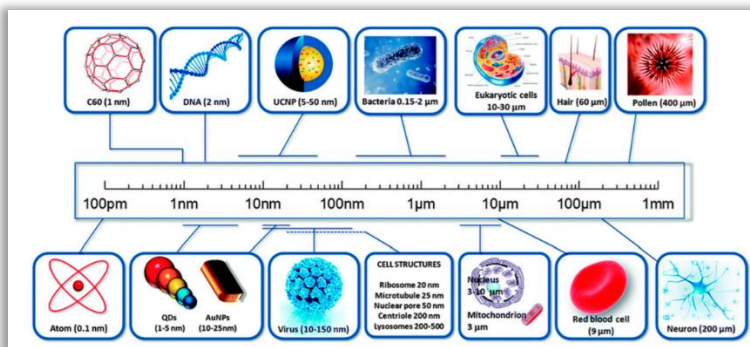 C60 (1 nm)
DNA (2 nm)
UCNP (5-50 nm)
Bacteria 0.15-2 μm
Eukaryotic cells
10-30 μm
Hair (60 μm)
Pollen (400 μm)
100pm 1nm 10nm 100nm 1μm 10μm 100μm 1mm
Atom (0.1 nm)
QDs
(1-5 nm)
AuNPs
(10-25nm)
Virus (10-150 nm)
CELL STRUCTURES
Ribosome 20 nm
Microtubule 25 nm
Nuclear pore 50 nm
Centriole 200 nm
Lysosomes 200-500
Nucleus
3-10 μm
Mitochondrion
3 μm
Red blood cell
(9 μm)
Neuron (200 μm)